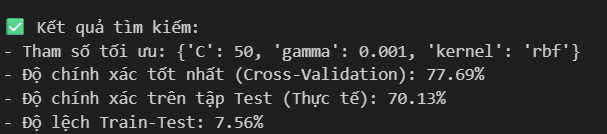 ✅ Kết quả tìm kiếm:
- Tham số tối ưu: {'C': 50, 'gamma': 0.001, 'kernel': 'rbf'}
- Độ chính xác tốt nhất (Cross-Validation): 77.69%
- Độ chính xác trên tập Test (Thực tế): 70.13%
- Độ lệch Train-Test: 7.56%